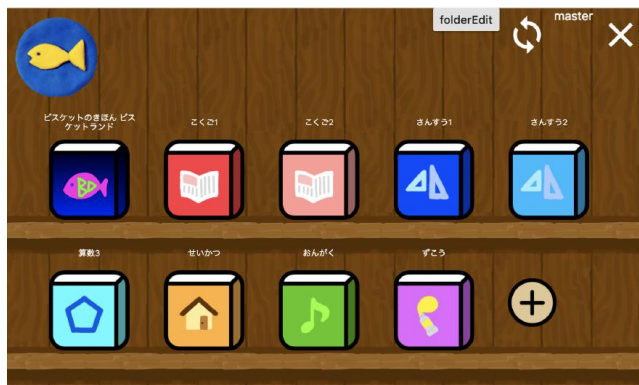 folderEdit
master
ビスケットのきほん ビス
ケットランド
こくご1
こくご2
さんすう1
さんすう2
BD
算数3
せいかつ
おんがく
ずこう